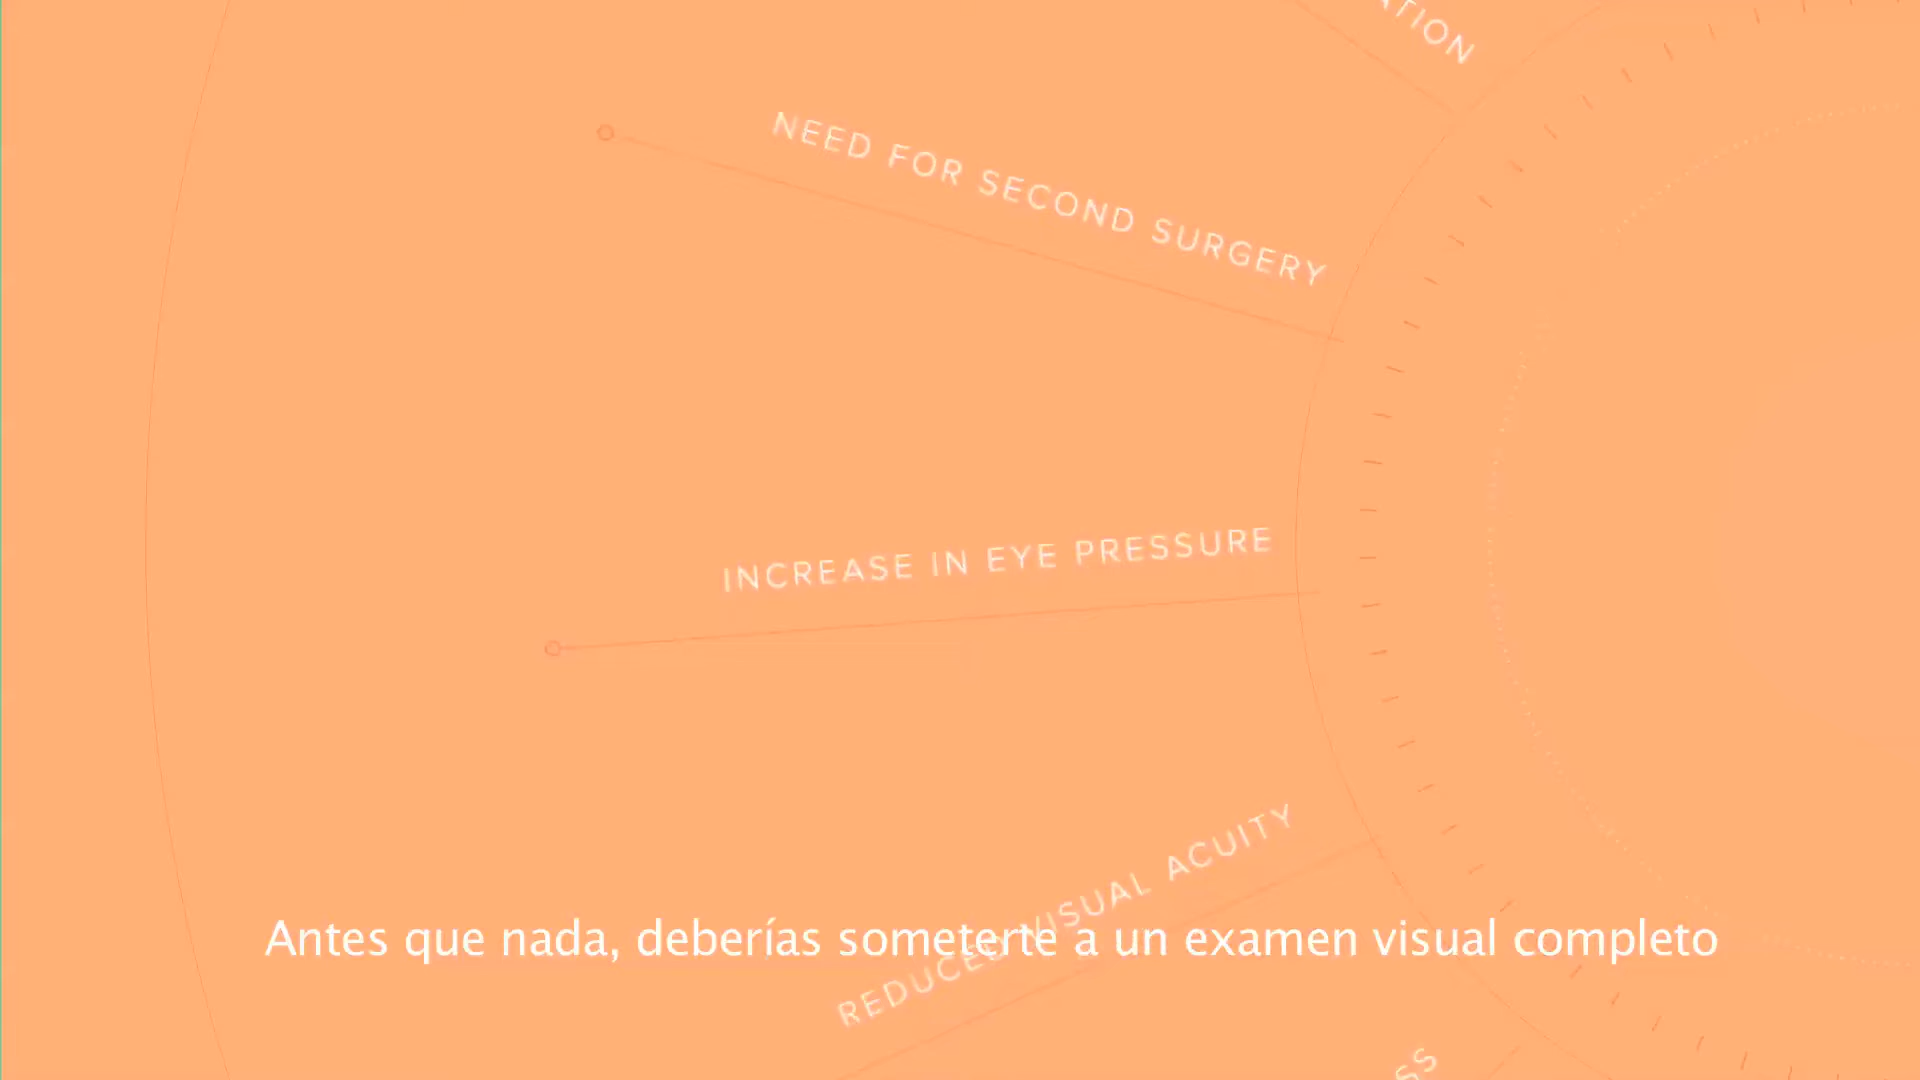 NEED FOR SECOND SURGERY
INCREASE IN EYE PRESSURE
REDUCED VISUAL ACUITY
Antes que nada, deberías someterte a un examen visual completo